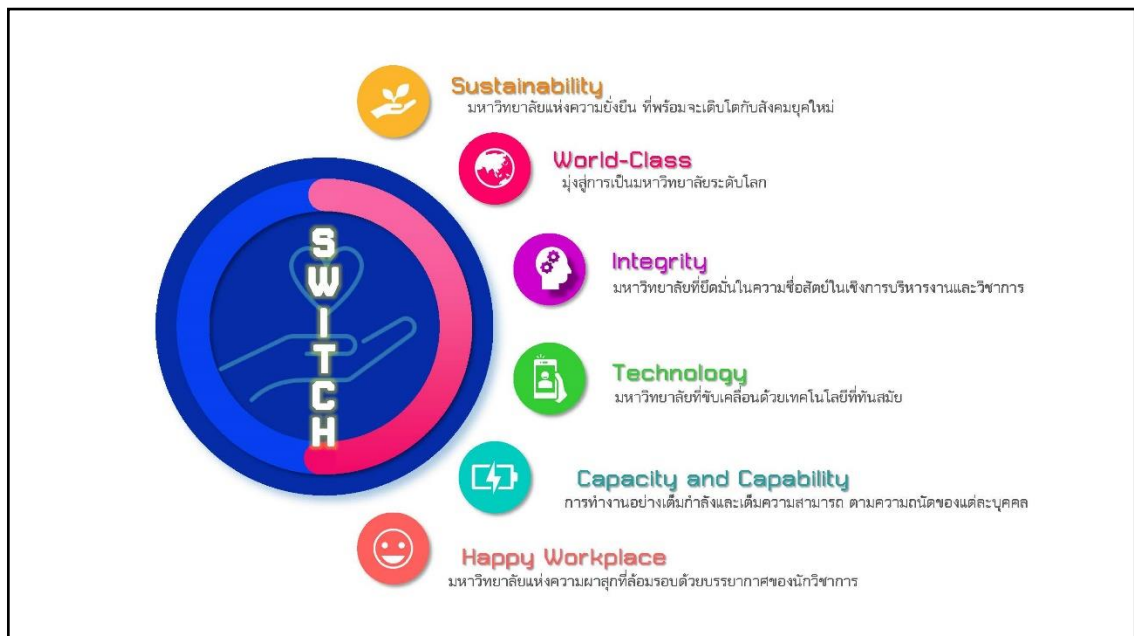 SWITCH
Sustainability
มหาวิทยาลัยแห่งความยั่งยืน ที่พร้อมจะเติบโตกับสังคมยุคใหม่
World-Class
มุ่งสู่การเป็นมหาวิทยาลัยระดับโลก
Integrity
มหาวิทยาลัยที่ยึดมั่นในความซื่อสัตย์ในเชิงการบริหารงานและวิชาการ
Technology
มหาวิทยาลัยที่ขับเคลื่อนด้วยเทคโนโลยีที่ทันสมัย
Capacity and Capability
การทำงานอย่างเต็มกำลังและเต็มความสามารถ ตามความถนัดของแต่ละบุคคล
Happy Workplace
มหาวิทยาลัยแห่งความผาสุกที่ล้อมรอบด้วยบรรยากาศของนักวิชาการ